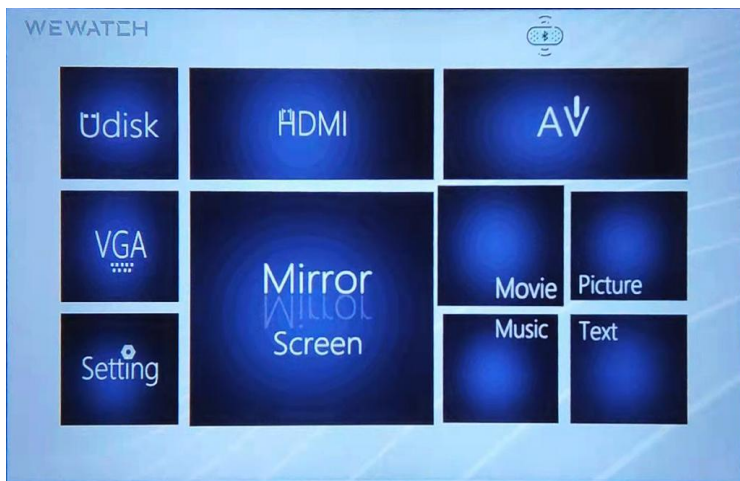 WEWATCH
Udisk
HDMI
AV
VGA
Mirror
Screen
Movie
Picture
Setting
Music
Text